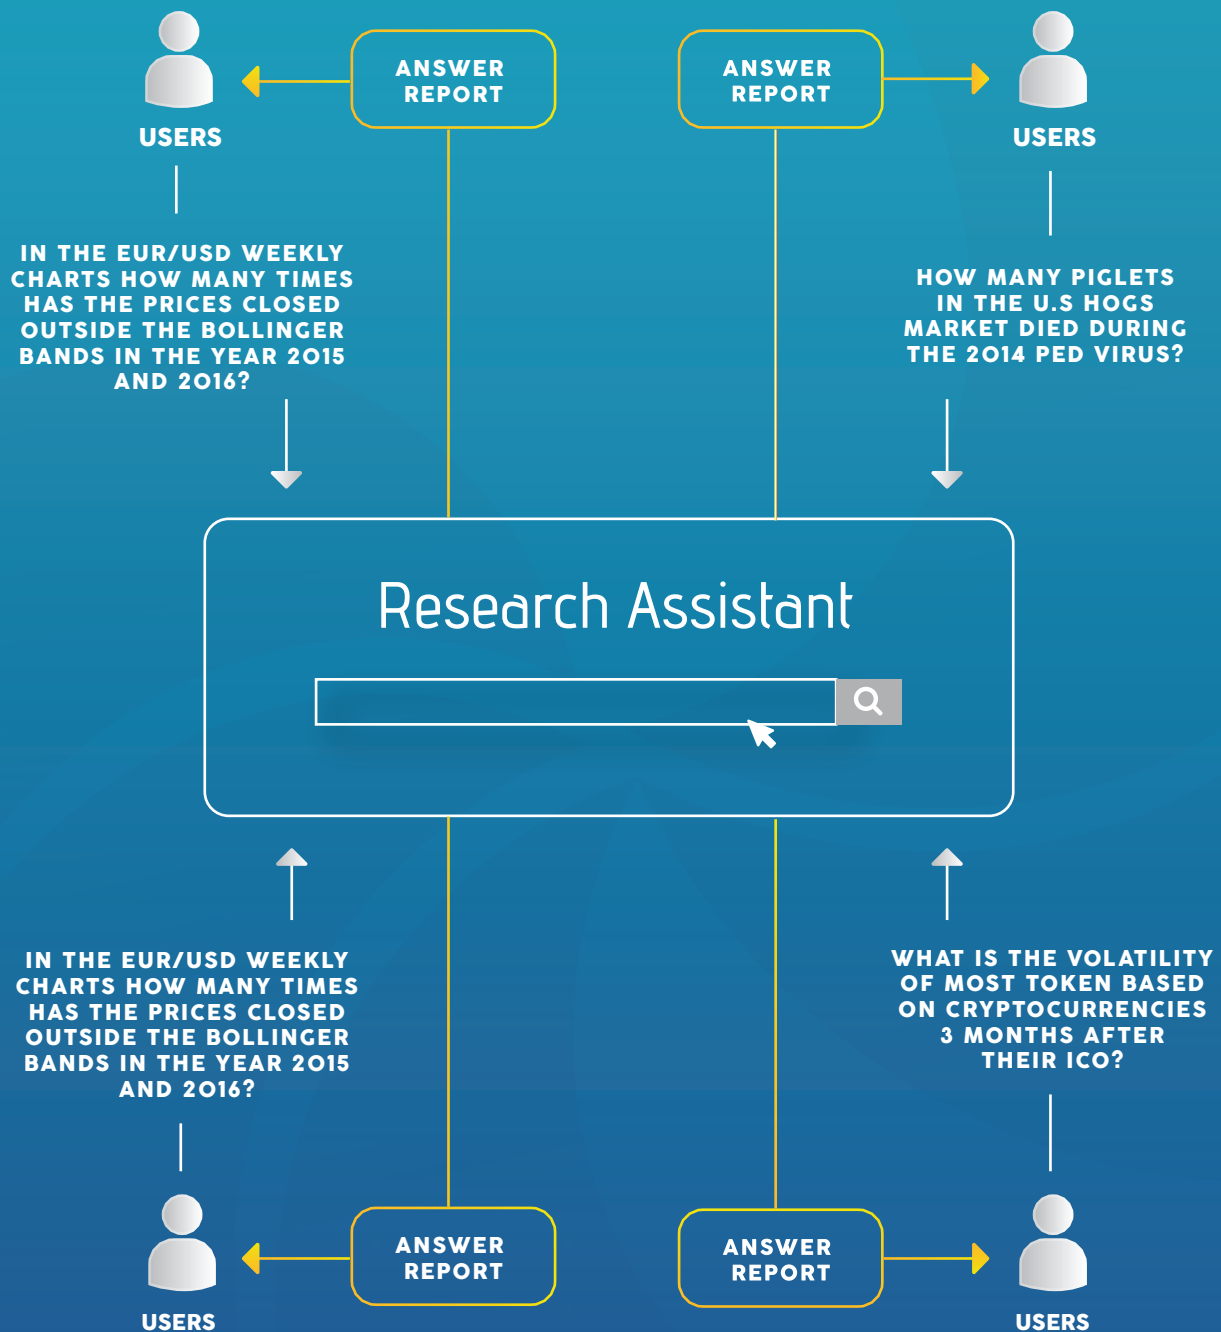 ANSWER
REPORT
ANSWER
REPORT
USERS
USERS
IN THE EUR/USD WEEKLY
CHARTS HOW MANY TIMES
HAS THE PRICES CLOSED
OUTSIDE THE BOLLINGER
BANDS IN THE YEAR 2015
AND 2016?
HOW MANY PIGLETS
IN THE U.S HOGS
MARKET DIED DURING
THE 2014 PED VIRUS?
Research Assistant
IN THE EUR/USD WEEKLY
CHARTS HOW MANY TIMES
HAS THE PRICES CLOSED
OUTSIDE THE BOLLINGER
BANDS IN THE YEAR 2015
AND 2016?
WHAT IS THE VOLATILITY
OF MOST TOKEN BASED
ON CRYPTOCURRENCIES
3 MONTHS AFTER
THEIR ICO?
ANSWER
REPORT
ANSWER
REPORT
USERS
USERS